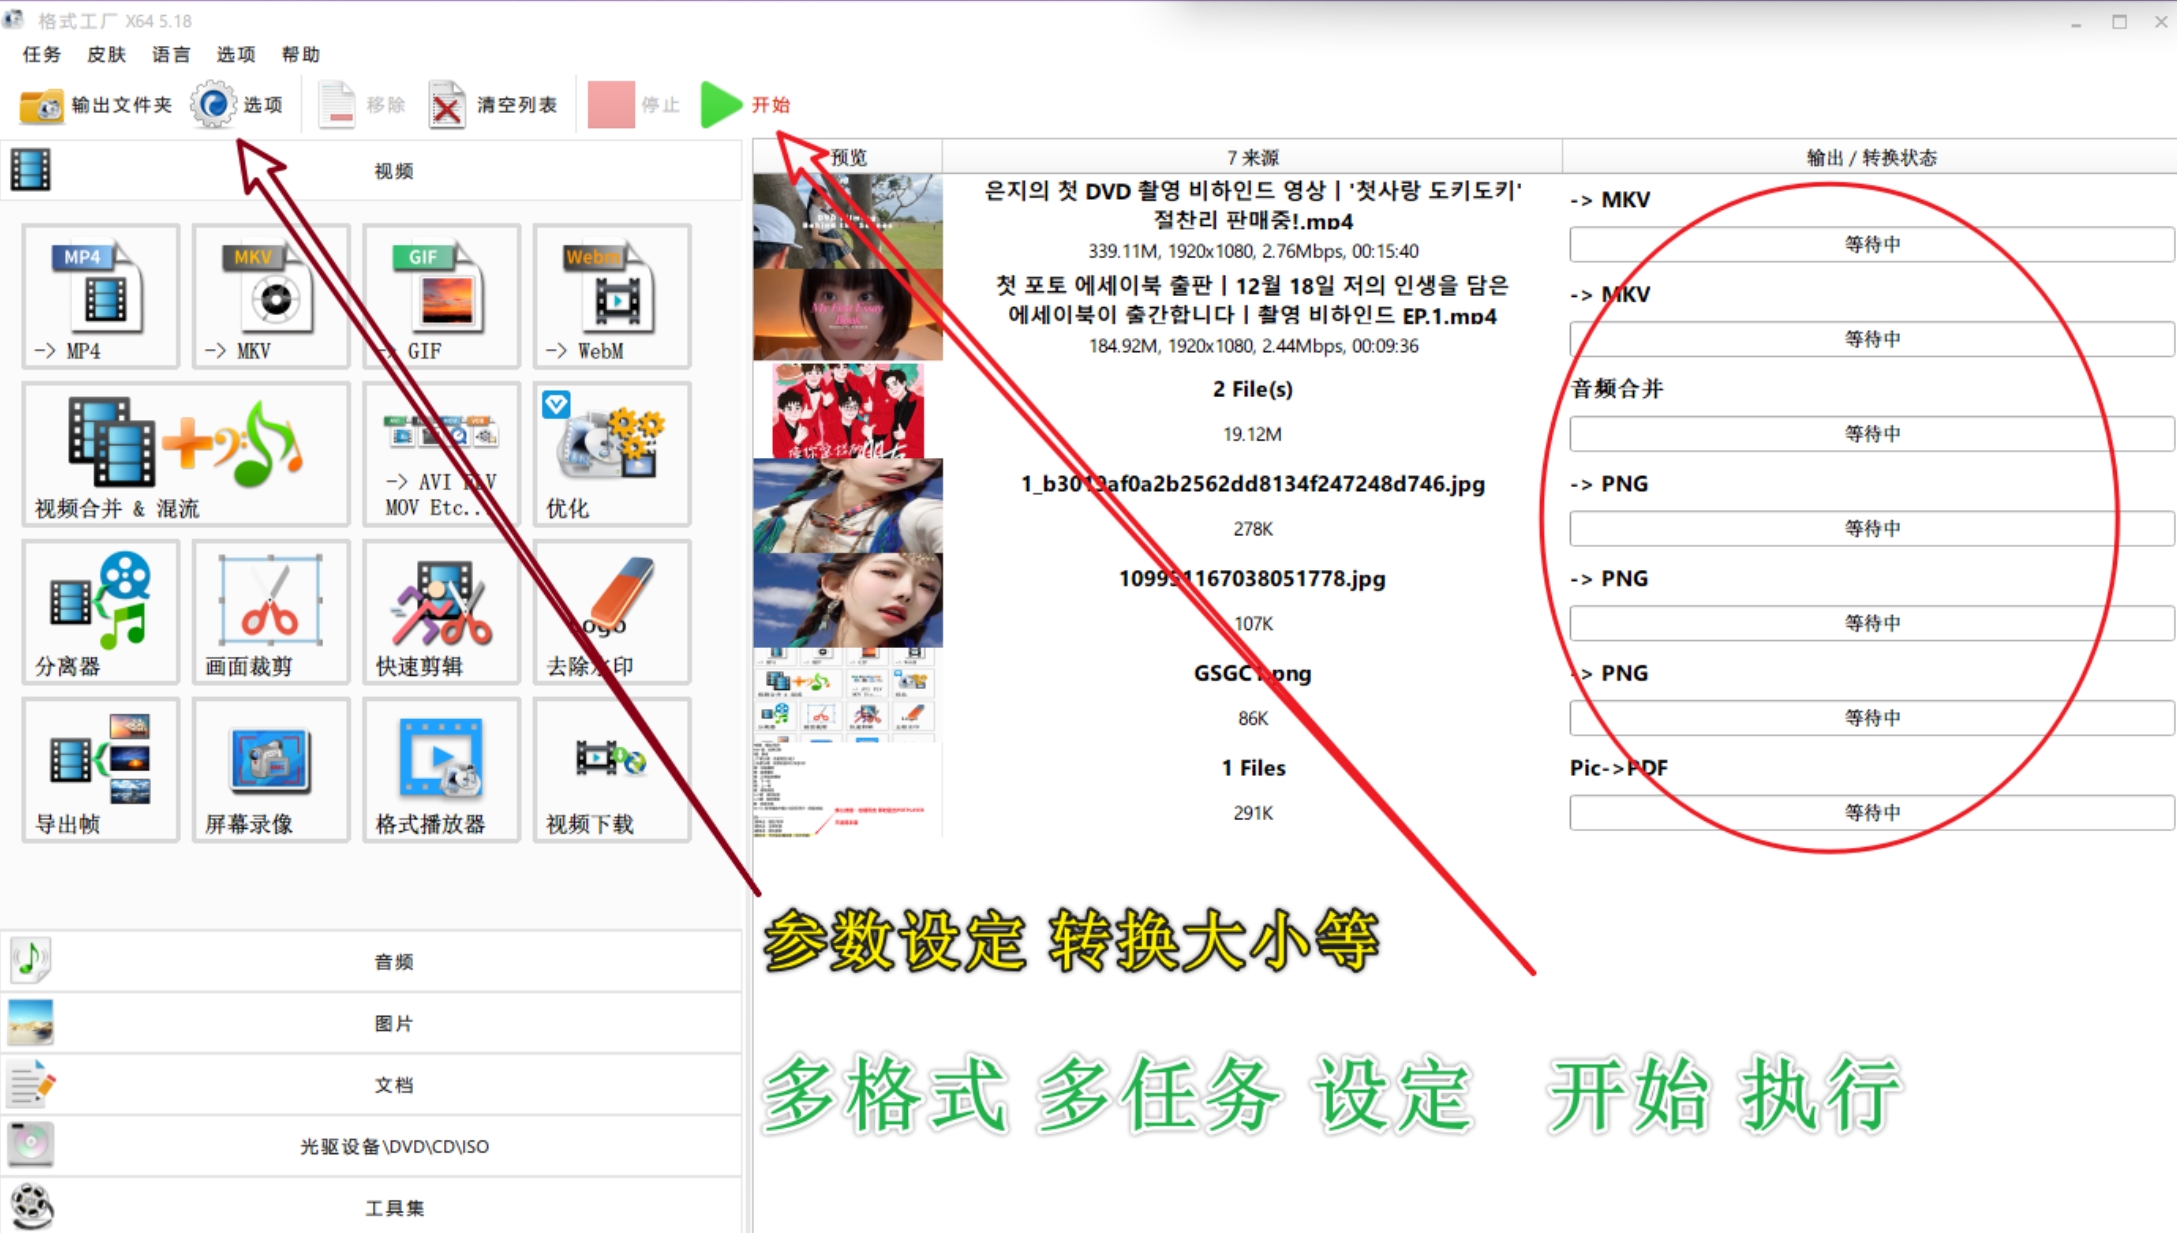 格式工厂 X64 5.18
任务 皮肤 语言 选项 帮助
输出文件夹 选项 移除 清空列表 停止 开始
视频
MP4
-> MP4
MKV
-> MKV
GIF
-> GIF
Webm
-> WebM
视频合并 & 混流
-> AVI FLV
MOV Etc..
优化
分离器
画面裁剪
快速剪辑
Logo
去除水印
导出帧
屏幕录像
格式播放器
视频下载
音频
图片
文档
光驱设备\DVD\CD\ISO
工具集
预览 7 来源 输出 / 转换状态
은지의 첫 DVD 촬영 비하인드 영상ㅣ'첫사랑 도키도키'
절찬리 판매중!.mp4
339.11M, 1920x1080, 2.76Mbps, 00:15:40
-> MKV
等待中
My First Essay
Book
첫 포토 에세이북 출판ㅣ12월 18일 저의 인생을 담은
에세이북이 출간합니다ㅣ촬영 비하인드 EP.1.mp4
184.92M, 1920x1080, 2.44Mbps, 00:09:36
-> MKV
等待中
2 File(s)
19.12M
音频合并
等待中
278K
-> PNG
等待中
107K
-> PNG
等待中
GSGC1.png
86K
-> PNG
等待中
1 Files
291K
Pic->PDF
等待中
参数设定 转换大小等
多格式 多任务 设定 开始 执行